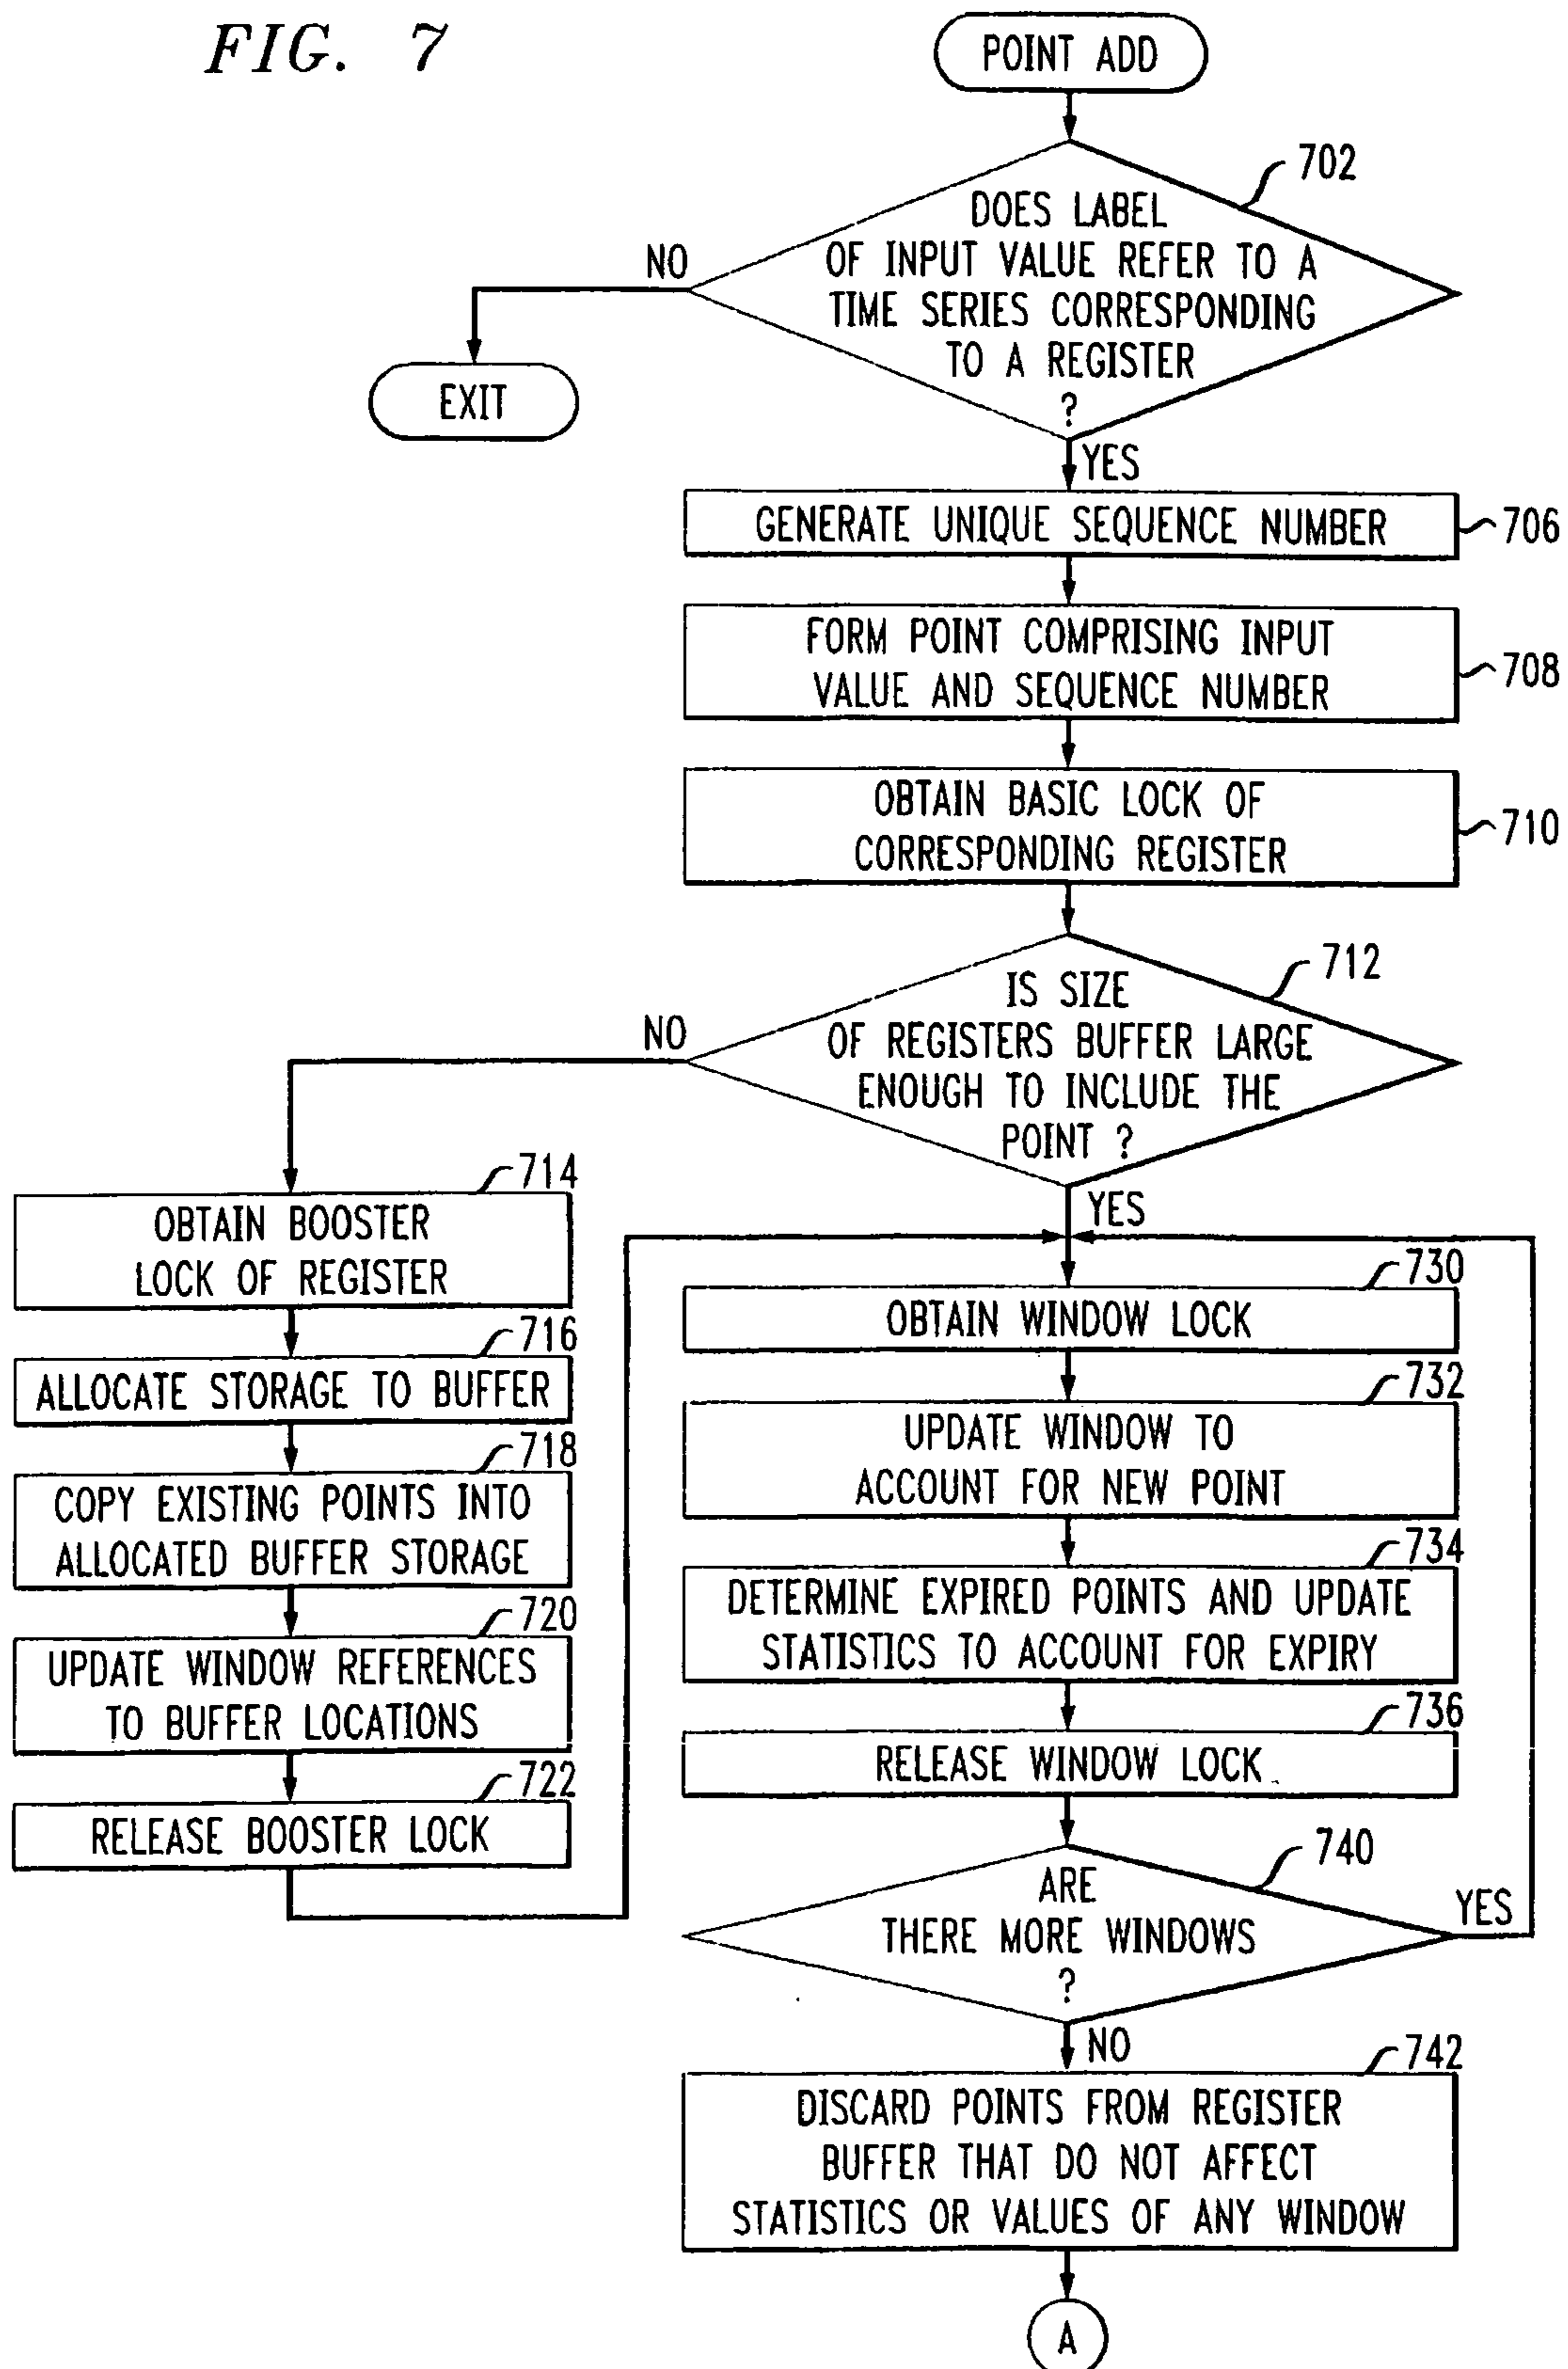 FIG. 7
POINT ADD
702
DOES LABEL
OF INPUT VALUE REFER TO A
TIME SERIES CORRESPONDING
TO A REGISTER
?
NO
EXIT
YES
GENERATE UNIQUE SEQUENCE NUMBER
706
FORM POINT COMPRISING INPUT
VALUE AND SEQUENCE NUMBER
708
OBTAIN BASIC LOCK OF
CORRESPONDING REGISTER
710
712
IS SIZE
OF REGISTERS BUFFER LARGE
ENOUGH TO INCLUDE THE
POINT ?
NO
714
OBTAIN BOOSTER
LOCK OF REGISTER
716
ALLOCATE STORAGE TO BUFFER
718
COPY EXISTING POINTS INTO
ALLOCATED BUFFER STORAGE
720
UPDATE WINDOW REFERENCES
TO BUFFER LOCATIONS
722
RELEASE BOOSTER LOCK
YES
730
OBTAIN WINDOW LOCK
732
UPDATE WINDOW TO
ACCOUNT FOR NEW POINT
734
DETERMINE EXPIRED POINTS AND UPDATE
STATISTICS TO ACCOUNT FOR EXPIRY
736
RELEASE WINDOW LOCK
740
ARE
THERE MORE WINDOWS
?
YES
NO
742
DISCARD POINTS FROM REGISTER
BUFFER THAT DO NOT AFFECT
STATISTICS OR VALUES OF ANY WINDOW
A